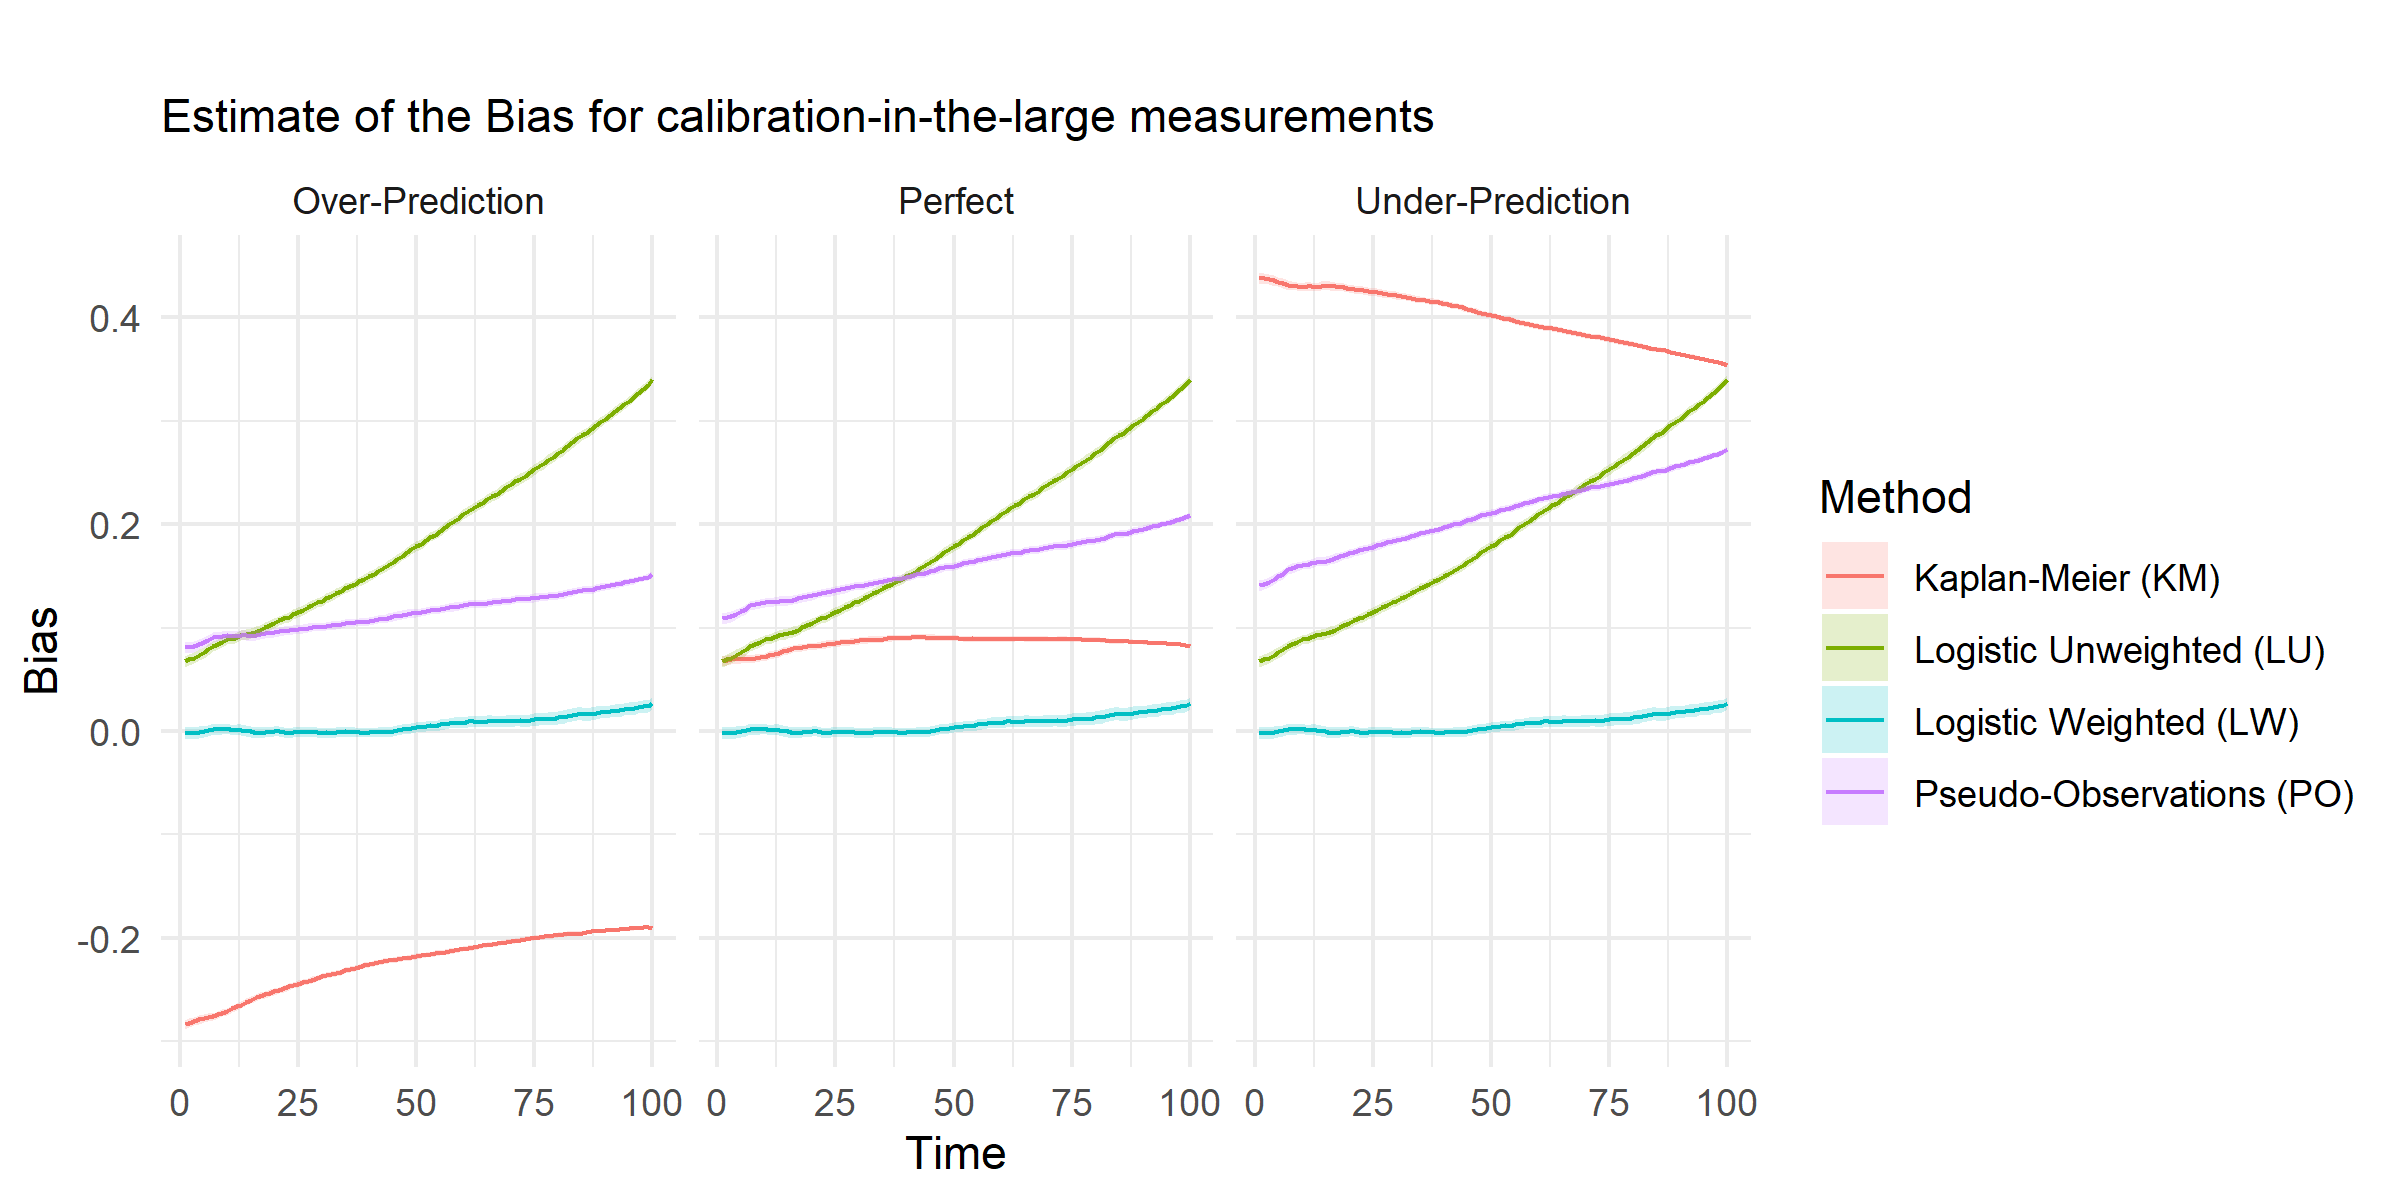 Estimate of the Bias for calibration-in-the-large measurements
Over-Prediction
Perfect
Under-Prediction
Bias
0.4
0.2
0.0
-0.2
0 25 50 75 100
0 25 50 75 100
0 25 50 75 100
Time
Method
Kaplan-Meier (KM)
Logistic Unweighted (LU)
Logistic Weighted (LW)
Pseudo-Observations (PO)